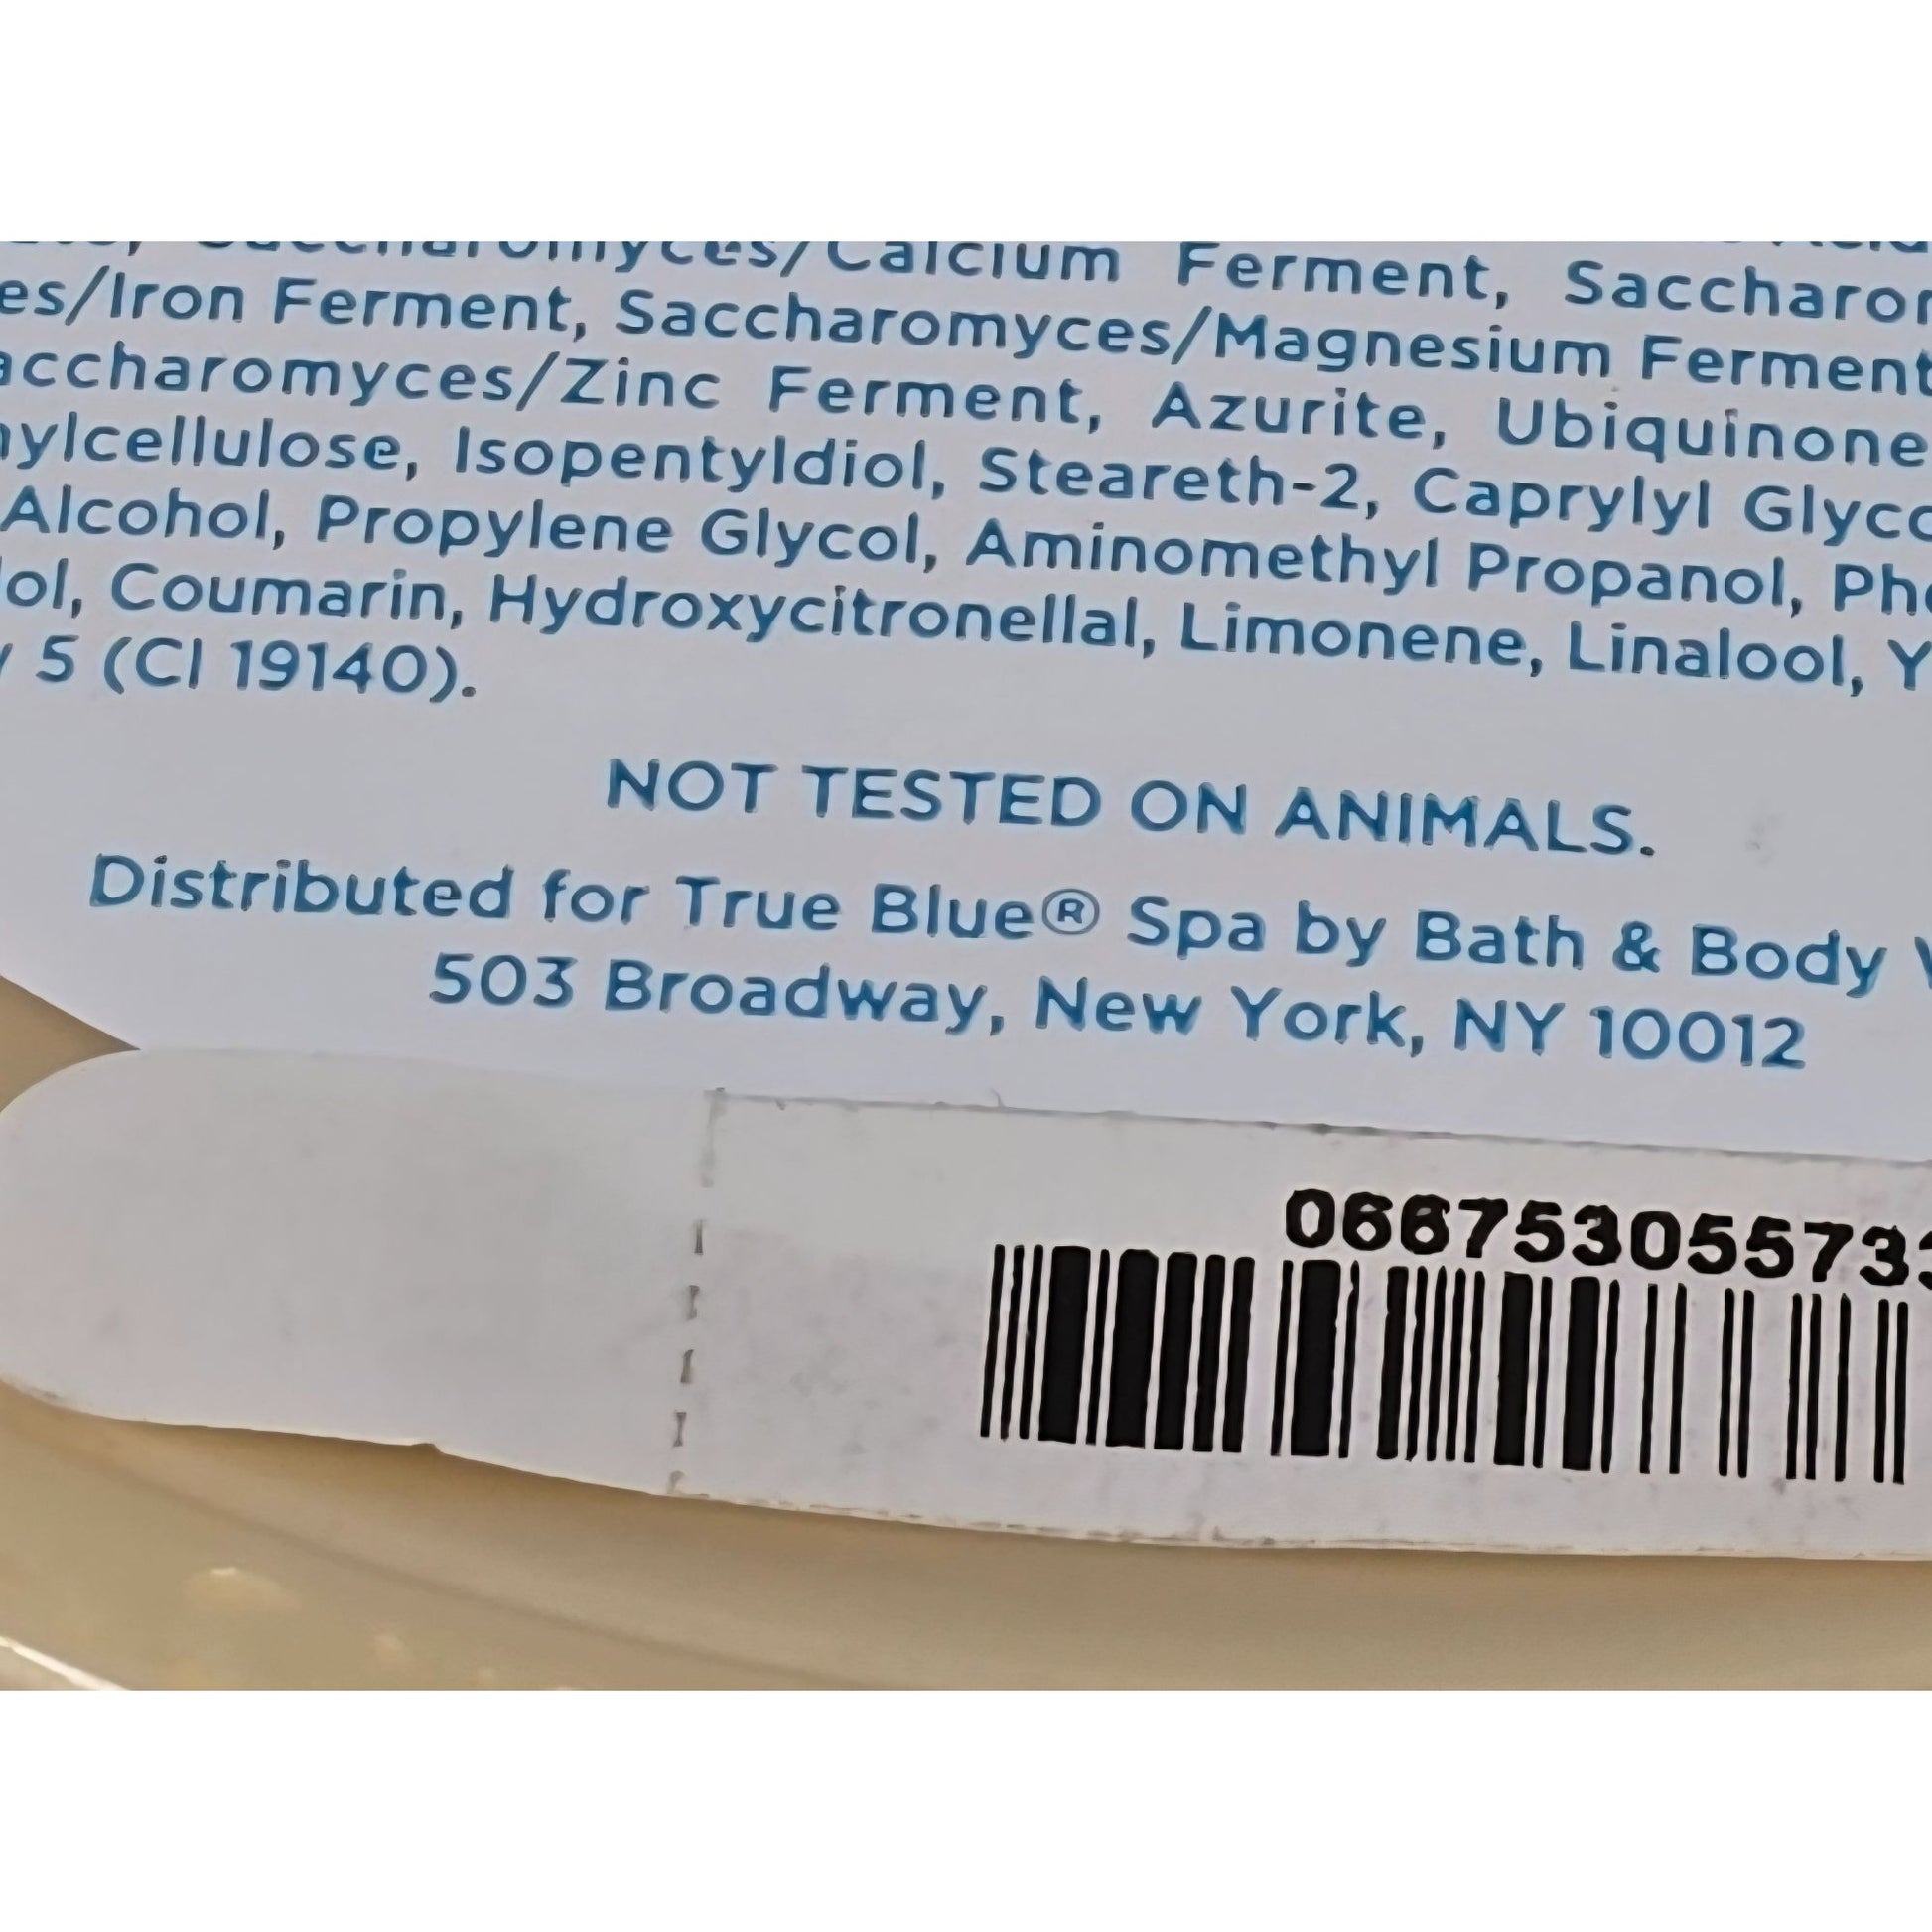 Saccharomyces/Calcium Ferment,
es/Iron Ferment, Saccharomyces/Magnesium Ferment
accharomyces/Zinc Ferment, Azurite, Ubiquinone
ylcellulose, Isopentyldiol, Steareth-2, Caprylyl Glyco
Alcohol, Propylene Glycol, Aminomethyl Propanol,
ol, Coumarin, Hydroxycitronellal, Limonene, Linalool, Y
5 (CI 19140).
NOT TESTED ON ANIMALS.
Distributed for True Blue® Spa by Bath & Body
503 Broadway, New York, NY 10012
06675305573